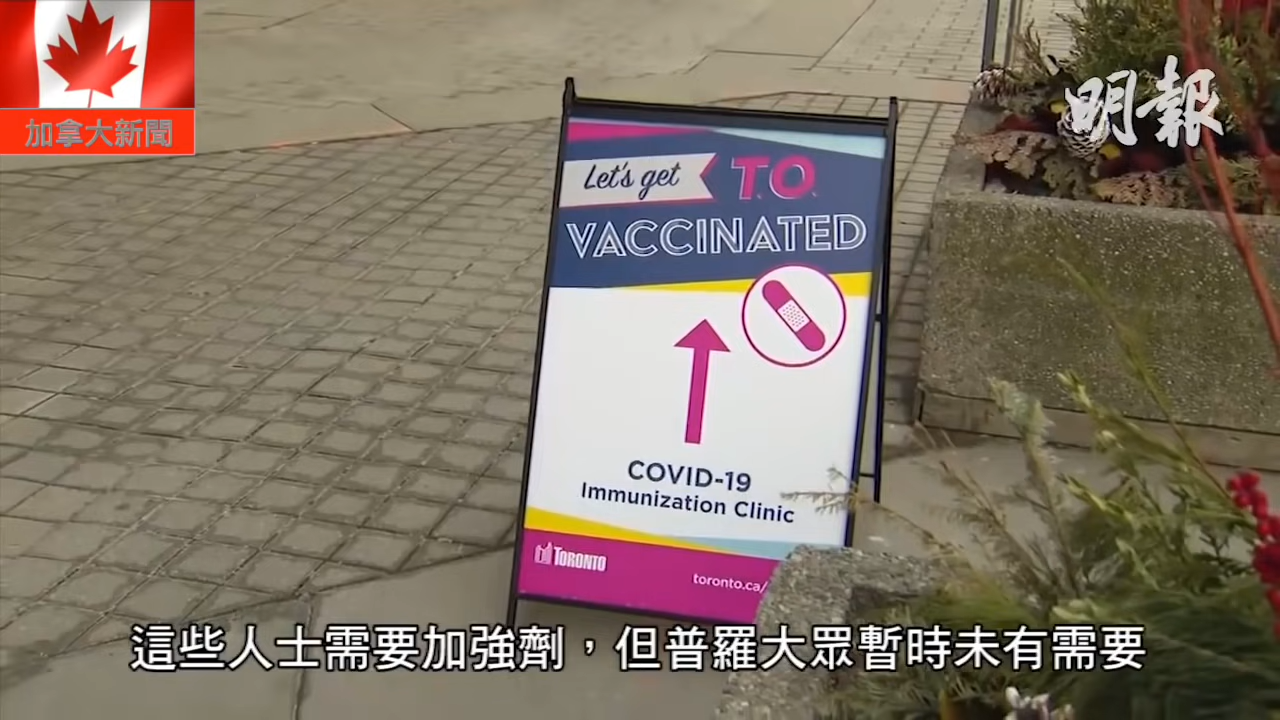 加拿大新聞
明報
Let's get T.O.
VACCINATED
COVID-19
Immunization Clinic
TORONTO
toronto.ca/
這些人士需要加強劑，但普羅大眾暫時未有需要